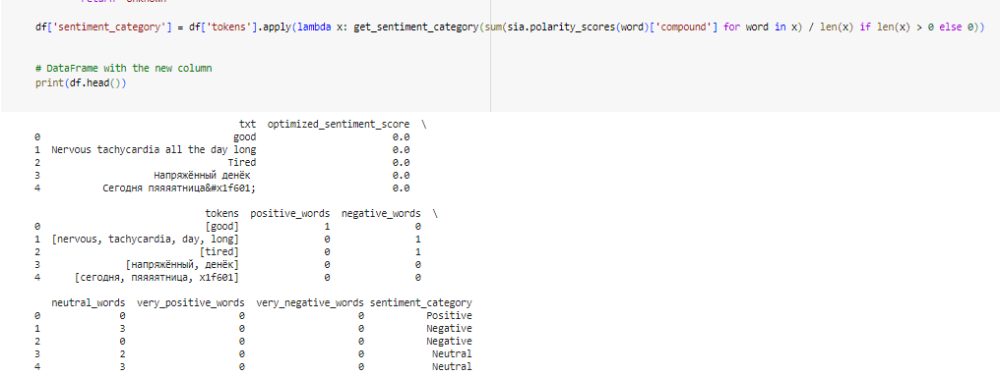 return "Unknown"
df['sentiment_category'] = df['tokens'].apply(lambda x: get_sentiment_category(sum(sia.polarity_scores(word)['compound'] for word in x) / len(x) if len(x) > 0 else 0))
# DataFrame with the new column
print(df.head())
txt optimized_sentiment_score \
0 good 0.0
1 Nervous tachycardia all the day long 0.0
2 Tired 0.0
3 Напряжённый денёк 0.0
4 Сегодня пяяяятница&#x1f601; 0.0
tokens positive_words negative_words \
0 [good] 1 0
1 [nervous, tachycardia, day, long] 0 1
2 [tired] 0 1
3 [напряжённый, денёк] 0 0
4 [сегодня, пяяяятница, x1f601] 0 0
neutral_words very_positive_words very_negative_words sentiment_category
0 0 0 0 Positive
1 3 0 0 Negative
2 0 0 0 Negative
3 2 0 0 Neutral
4 3 0 0 Neutral